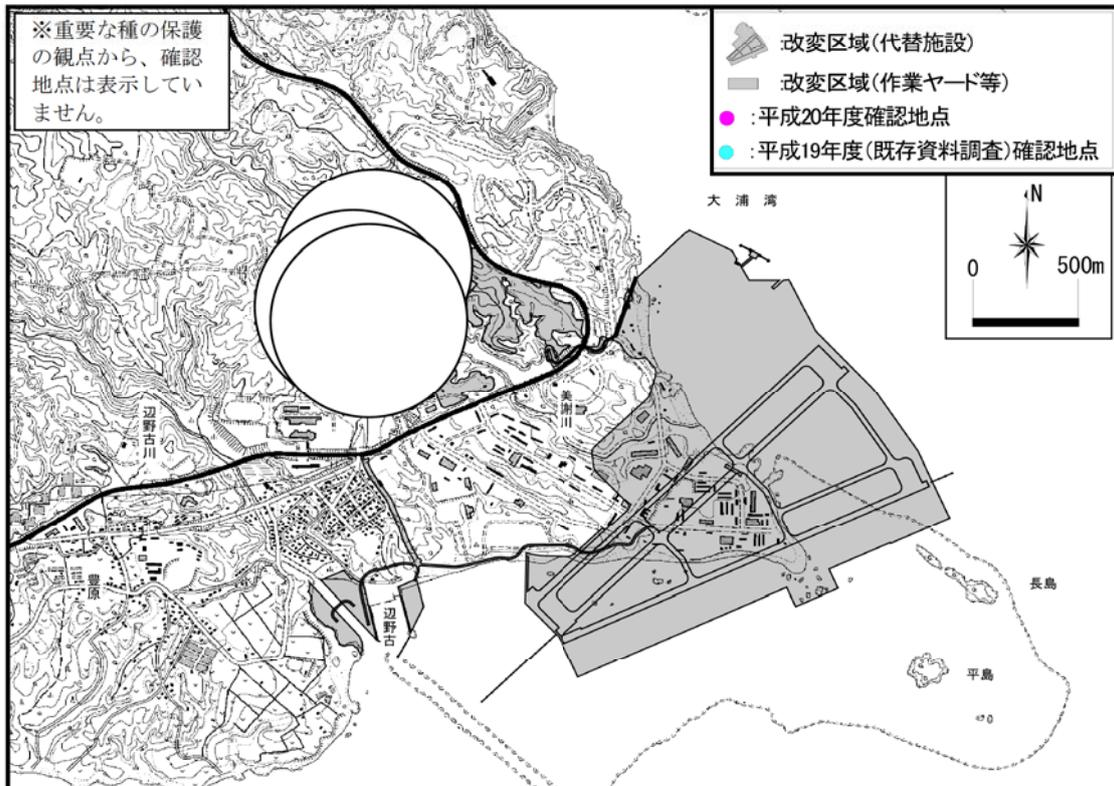 ※重要な種の保護
の観点から、確認
地点は表示してい
ません。
:改変区域(代替施設)
:改変区域(作業ヤード等)
:平成20年度確認地点
:平成19年度(既存資料調査)確認地点
大浦湾
N
0 500m
辺野古川
美謝川
豊原
辺野古
長島
平島